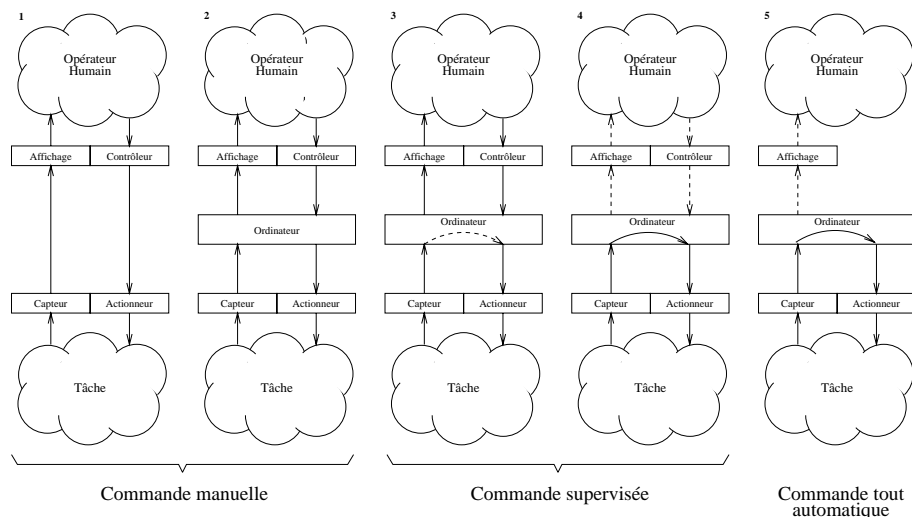 1 2 3 4 5
Opérateur Opérateur Opérateur Opérateur Opérateur
Humain Humain Humain Humain Humain
Affichage Contrôleur Affichage Contrôleur Affichage Contrôleur Affichage Contrôleur Affichage
Ordinateur Ordinateur Ordinateur Ordinateur
Capteur Actionneur Capteur Actionneur Capteur Actionneur Capteur Actionneur Capteur Actionneur
Tâche Tâche Tâche Tâche Tâche
Commande manuelle Commande supervisée Commande tout
automatique